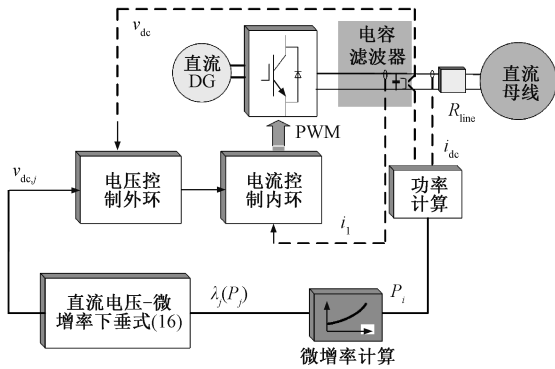 v_dc
电容
滤波器
直流
DG
直流
母线
R_line
PWM
i_dc
v_dc,j
电压控
制外环
电流控
制内环
功率
计算
i_1
直流电压-微
增率下垂式(16)
λ_j(P_j)
P_i
微增率计算